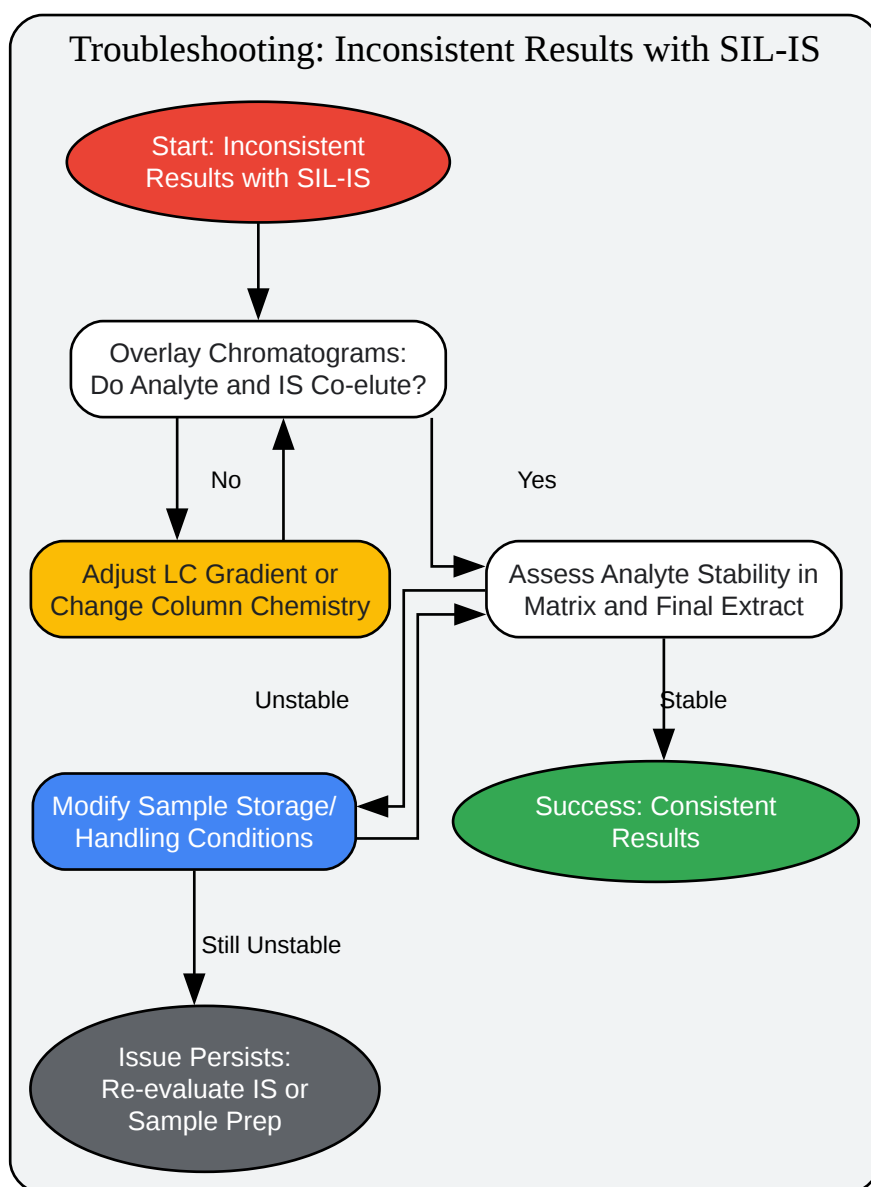 Troubleshooting: Inconsistent Results with SIL-IS
Start: Inconsistent
Results with SIL-IS
Overlay Chromatograms:
Do Analyte and IS Co-elute?
No
Yes
Adjust LC Gradient or
Change Column Chemistry
Assess Analyte Stability in
Matrix and Final Extract
Unstable
Stable
Modify Sample Storage/
Handling Conditions
Success: Consistent
Results
Still Unstable
Issue Persists:
Re-evaluate IS or
Sample Prep